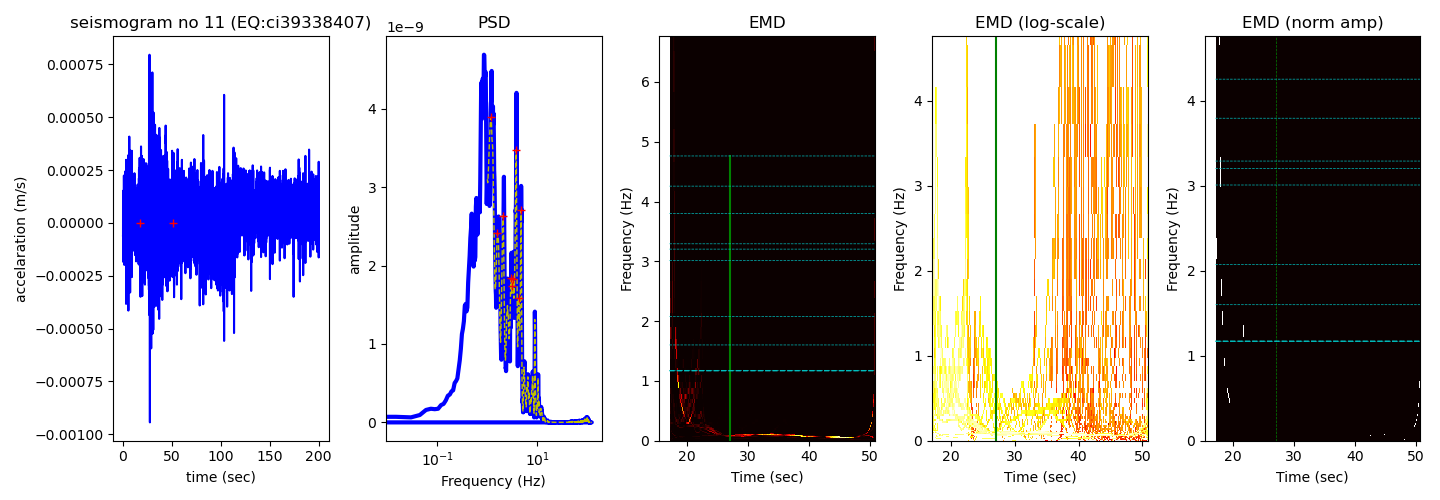 seismogram no 11 (EQ:ci39338407)
accelaration (m/s)
0.00075
0.00050
0.00025
0.00000
−0.00025
−0.00050
−0.00075
−0.00100
0 50 100 150 200
time (sec)
PSD
1e−9
amplitude
4
3
2
1
0
10⁻¹ 10¹
Frequency (Hz)
EMD
Frequency (Hz)
6
5
4
3
2
1
0
20 30 40 50
Time (sec)
EMD (log-scale)
Frequency (Hz)
4
3
2
1
0
20 30 40 50
Time (sec)
EMD (norm amp)
Frequency (Hz)
4
3
2
1
0
20 30 40 50
Time (sec)